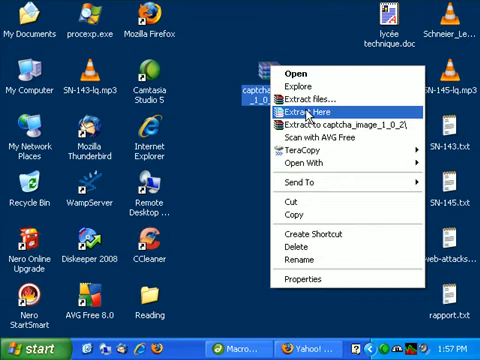 My Documents
procexp.exe
Mozilla Firefox
lycée
technique.doc
Schneier_Le...
My Computer
SN-143-lq.mp3
Camtasia
Studio 5
captcha
_1_0_
SN-145-lq.mp3
Open
Explore
Extract files...
Extract Here
Extract to captcha_image_1_0_2\
Scan with AVG Free
TeraCopy
Open With
Send To
Cut
Copy
Create Shortcut
Delete
Rename
Properties
My Network
Places
Mozilla
Thunderbird
Internet
Explorer
SN-143.txt
Recycle Bin
WampServer
Remote
Desktop ...
SN-145.txt
Nero Online
Upgrade
Diskeeper 2008
CCleaner
web-attacks...
Nero
StartSmart
AVG Free 8.0
Reading
rapport.txt
start
Macro...
Yahoo! ...
1:57 PM